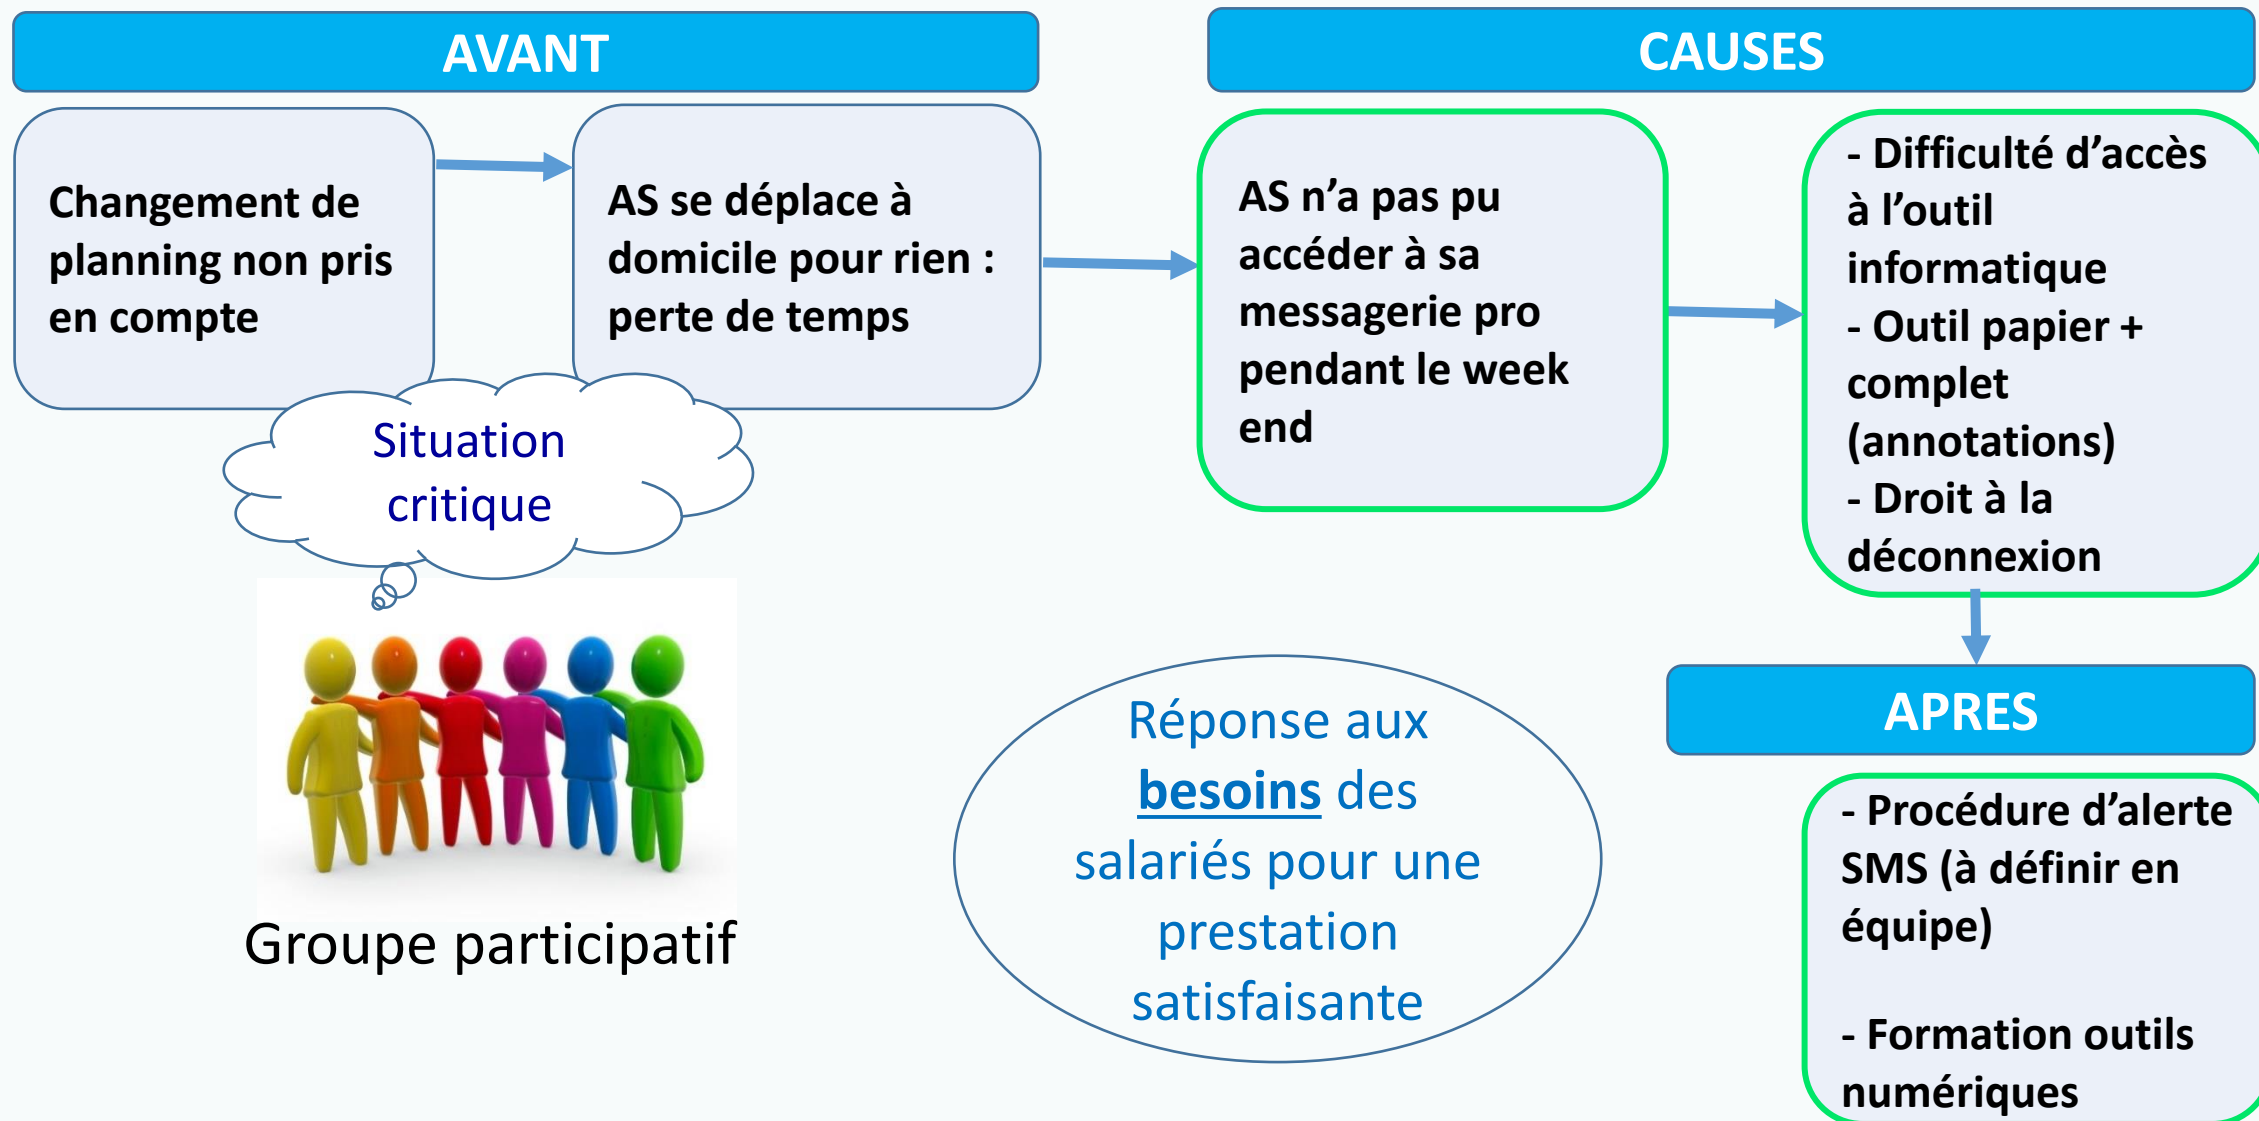 AVANT
Changement de
planning non pris
en compte
AS se déplace à
domicile pour rien :
perte de temps
Situation
critique
Groupe participatif
CAUSES
AS n’a pas pu
accéder à sa
messagerie pro
pendant le week
end
- Difficulté d’accès
à l’outil
informatique
- Outil papier +
complet
(annotations)
- Droit à la
déconnexion
Réponse aux
besoins des
salariés pour une
prestation
satisfaisante
APRES
- Procédure d’alerte
SMS (à définir en
équipe)
- Formation outils
numériques